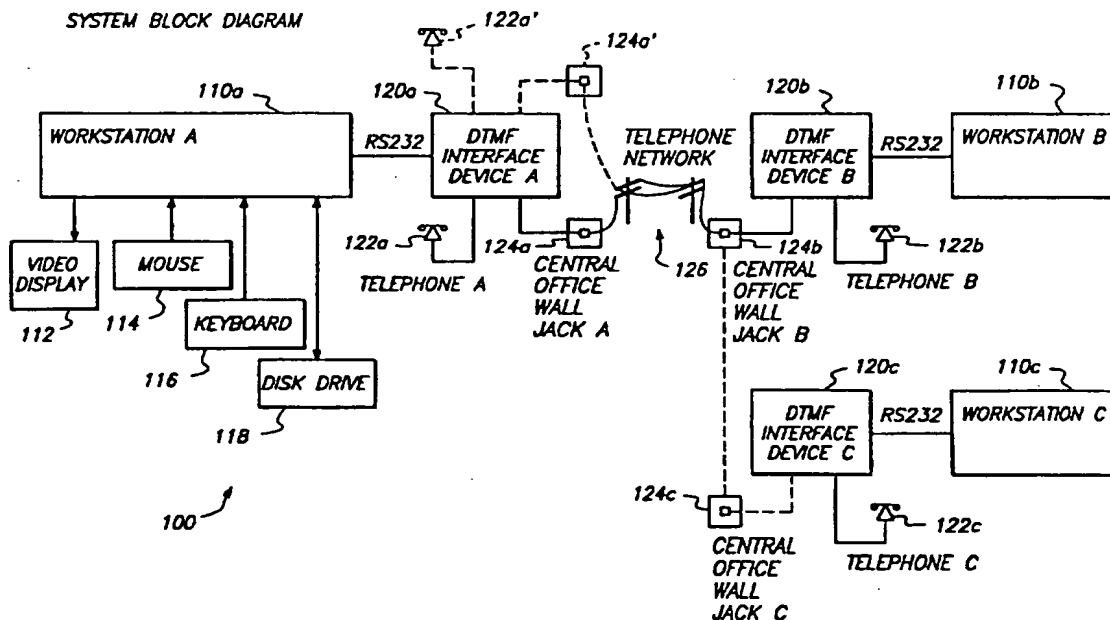 SYSTEM BLOCK DIAGRAM
122a'
124a'
110a
120a
120b
110b
WORKSTATION A
RS232
DTMF
INTERFACE
DEVICE A
TELEPHONE
NETWORK
DTMF
INTERFACE
DEVICE B
RS232
WORKSTATION B
122a
TELEPHONE A
124a
CENTRAL
OFFICE
WALL
JACK A
126
124b
CENTRAL
OFFICE
WALL
JACK B
122b
TELEPHONE B
VIDEO
DISPLAY
112
MOUSE
114
KEYBOARD
116
DISK DRIVE
118
120c
110c
DTMF
INTERFACE
DEVICE C
RS232
WORKSTATION C
124c
CENTRAL
OFFICE
WALL
JACK C
122c
TELEPHONE C
100